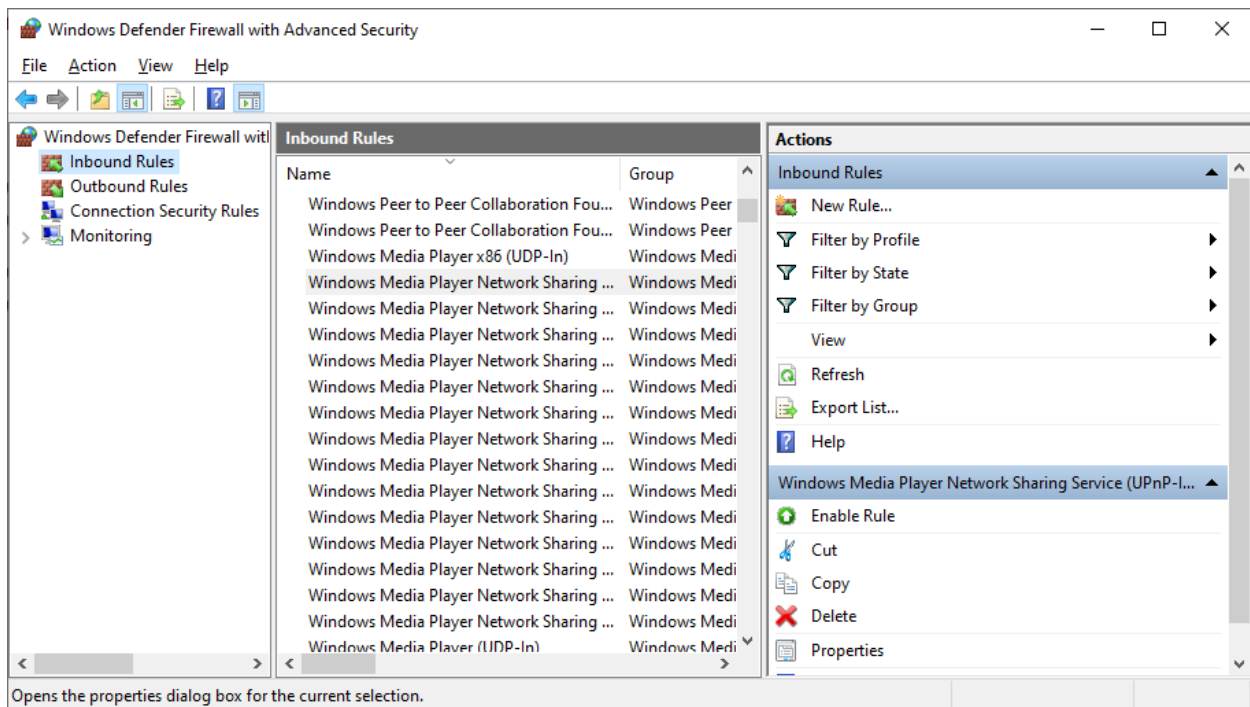 Windows Defender Firewall with Advanced Security
File Action View Help
Windows Defender Firewall witl
Inbound Rules
Outbound Rules
Connection Security Rules
Monitoring
Inbound Rules
Name Group
Windows Peer to Peer Collaboration Fou... Windows Peer
Windows Peer to Peer Collaboration Fou... Windows Peer
Windows Media Player x86 (UDP-In) Windows Medi
Windows Media Player Network Sharing ... Windows Medi
Windows Media Player Network Sharing ... Windows Medi
Windows Media Player Network Sharing ... Windows Medi
Windows Media Player Network Sharing ... Windows Medi
Windows Media Player Network Sharing ... Windows Medi
Windows Media Player Network Sharing ... Windows Medi
Windows Media Player Network Sharing ... Windows Medi
Windows Media Player Network Sharing ... Windows Medi
Windows Media Player Network Sharing ... Windows Medi
Windows Media Player Network Sharing ... Windows Medi
Windows Media Player Network Sharing ... Windows Medi
Windows Media Player Network Sharing ... Windows Medi
Windows Media Player Network Sharing ... Windows Medi
Windows Media Player Network Sharing ... Windows Medi
Windows Media Player (UDP-In) Windows Medi
Actions
Inbound Rules
New Rule...
Filter by Profile
Filter by State
Filter by Group
View
Refresh
Export List...
Help
Windows Media Player Network Sharing Service (UPnP-I...
Enable Rule
Cut
Copy
Delete
Properties
Opens the properties dialog box for the current selection.